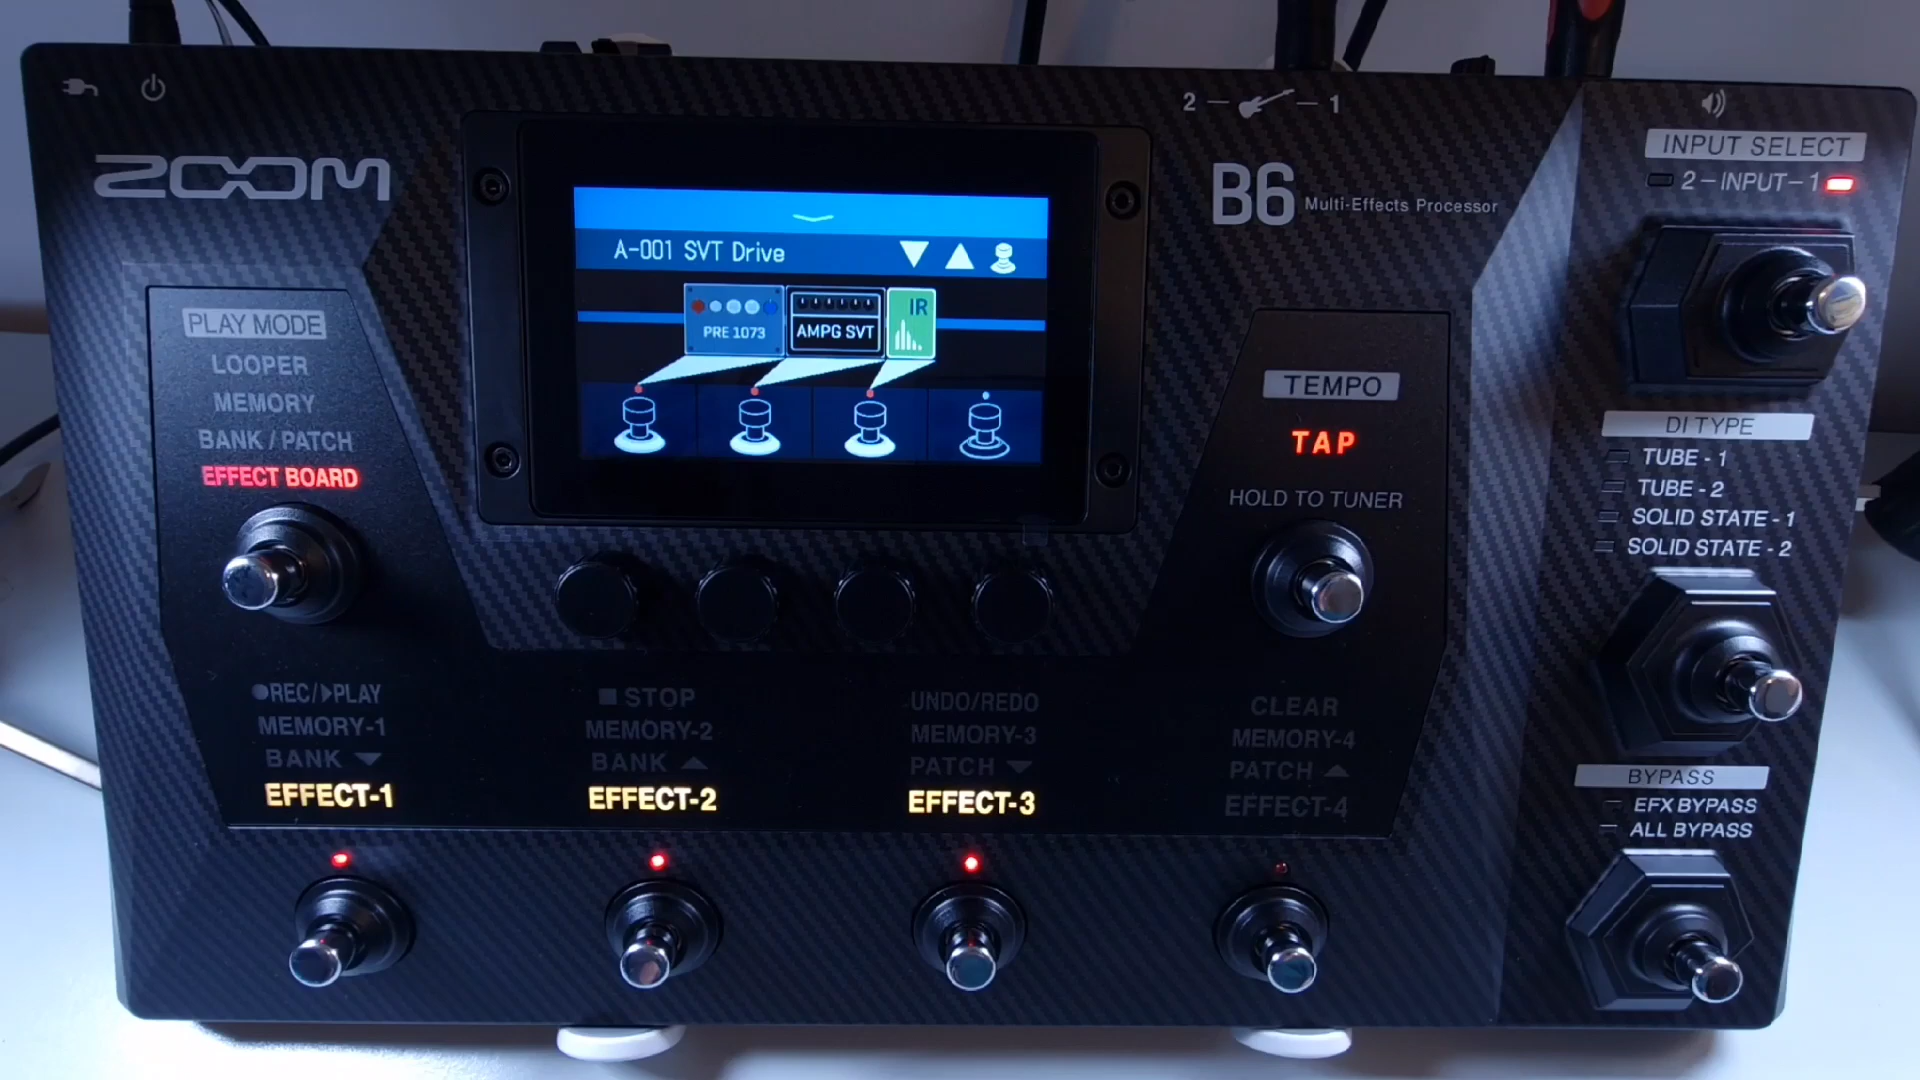 ZOOM
2 — — 1
B6 Multi-Effects Processor
INPUT SELECT
2 – INPUT – 1
A-001 SVT Drive
PRE 1073
AMPG SVT
IR
PLAY MODE
LOOPER
MEMORY
BANK / PATCH
EFFECT BOARD
TEMPO
TAP
HOLD TO TUNER
DI TYPE
TUBE - 1
TUBE - 2
SOLID STATE - 1
SOLID STATE - 2
●REC/▶PLAY
MEMORY-1
BANK ▼
EFFECT-1
■ STOP
MEMORY-2
BANK ▲
EFFECT-2
UNDO/REDO
MEMORY-3
PATCH ▼
EFFECT-3
CLEAR
MEMORY-4
PATCH ▲
EFFECT-4
BYPASS
EFX BYPASS
ALL BYPASS